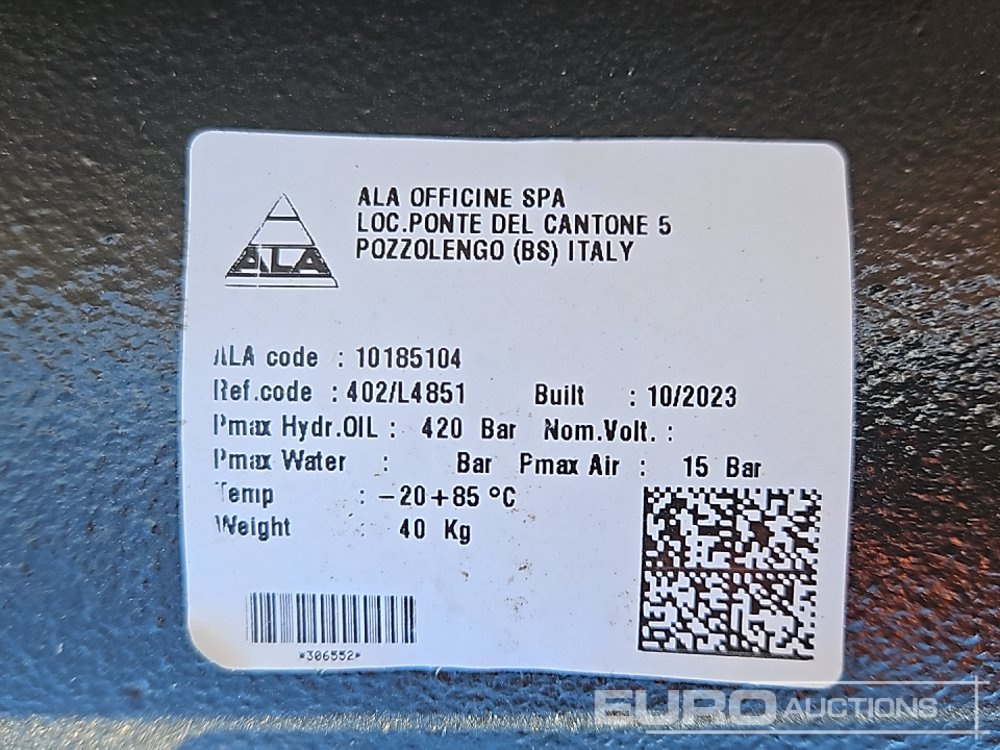 ALA
ALA OFFICINE SPA
LOC.PONTE DEL CANTONE 5
POZZOLENGO (BS) ITALY
ALA code : 10185104
Ref.code : 402/L4851 Built : 10/2023
Pmax Hydr.OIL : 420 Bar Nom.Volt. :
Pmax Water : Bar Pmax Air : 15 Bar
Temp : -20+85 °C
Weight : 40 Kg
*306552*
EURO AUCTIONS